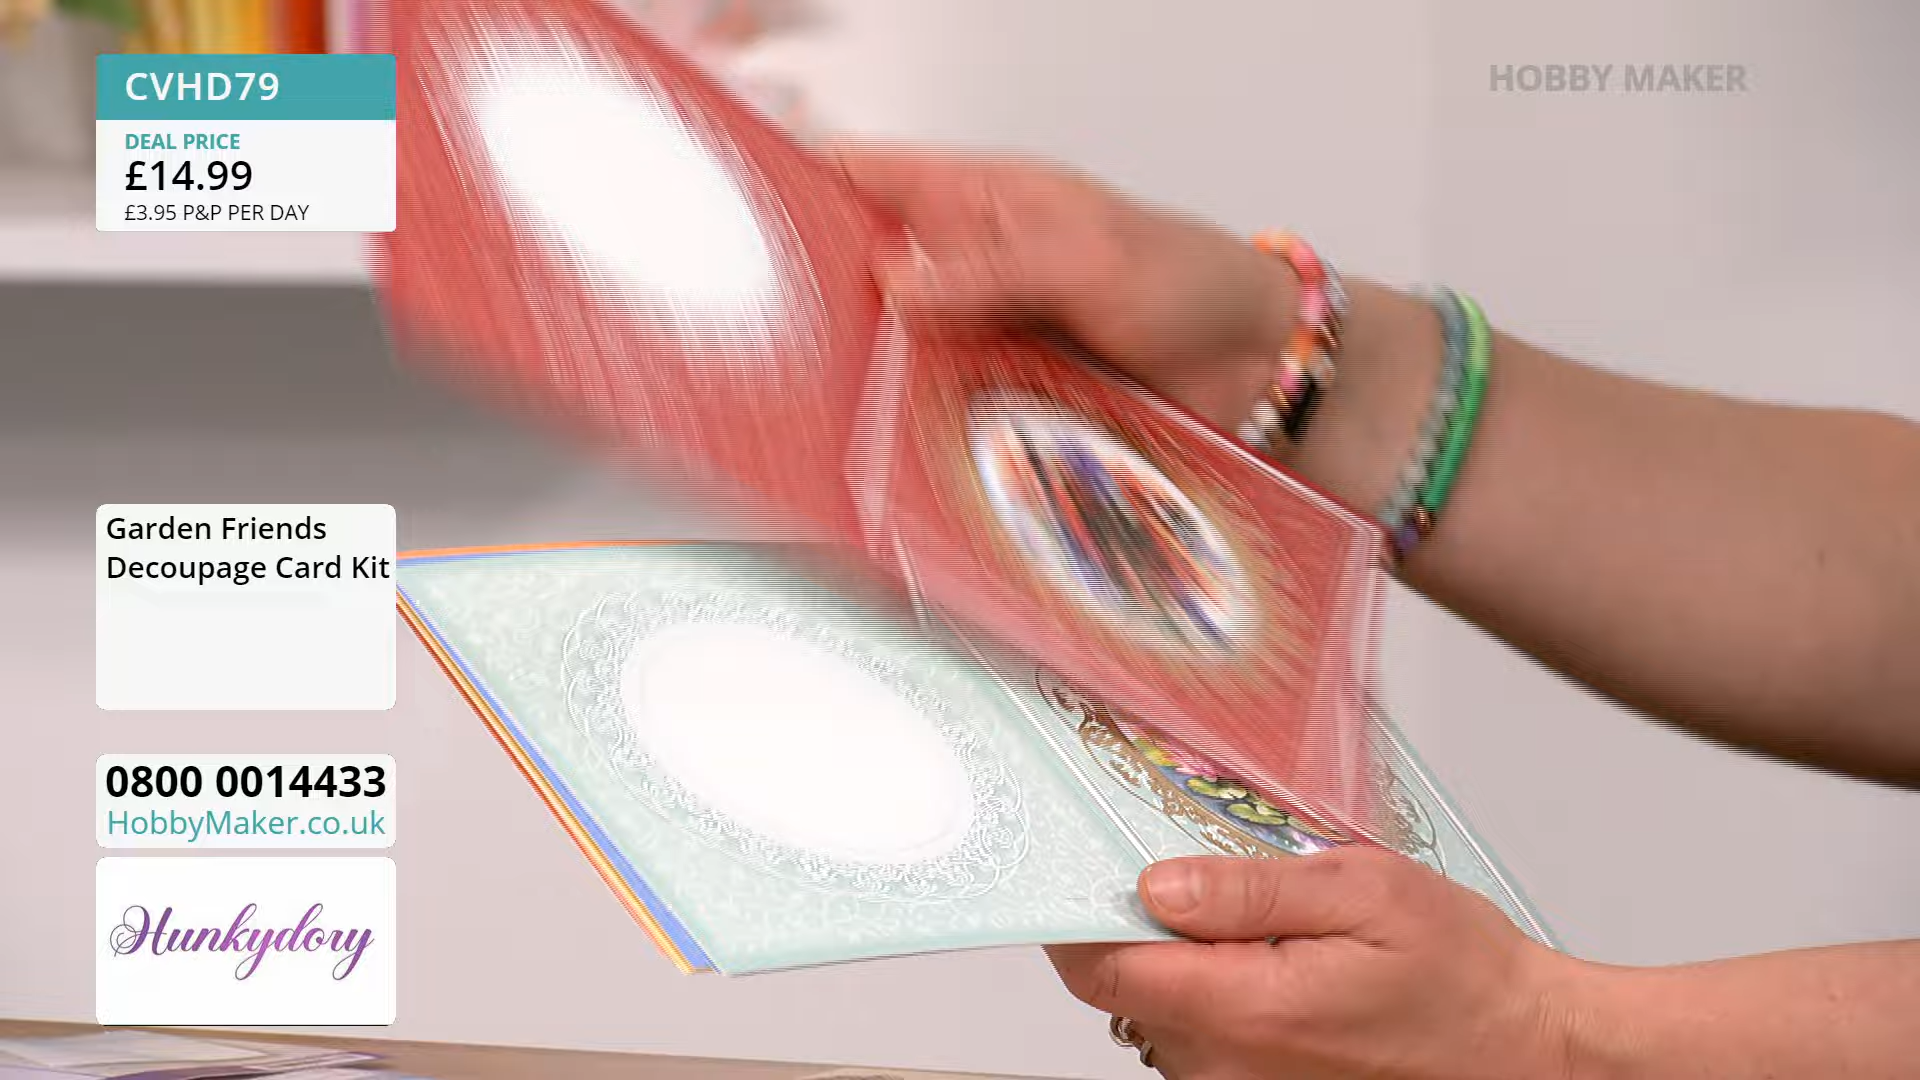 CVHD79
DEAL PRICE
£14.99
£3.95 P&P PER DAY
HOBBY MAKER
Garden Friends
Decoupage Card Kit
0800 0014433
HobbyMaker.co.uk
Hunkydory